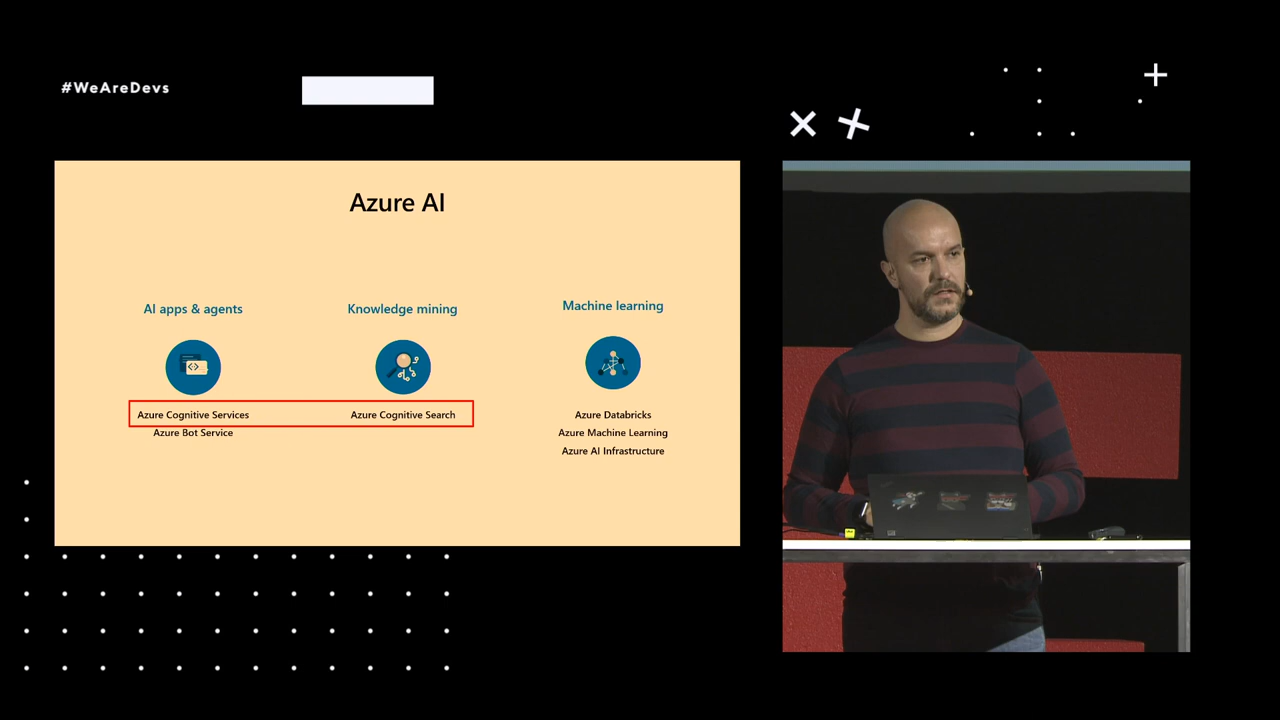 #WeAreDevs
Azure AI
AI apps & agents
Knowledge mining
Machine learning
Azure Cognitive Services
Azure Cognitive Search
Azure Databricks
Azure Bot Service
Azure Machine Learning
Azure AI Infrastructure